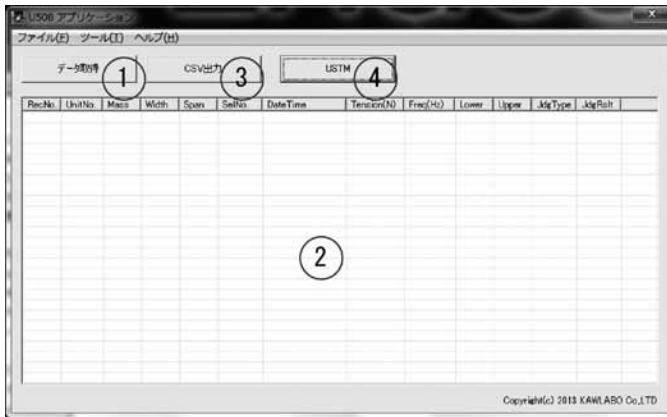 U508 アプリケーション
ファイル(F) ツール(T) ヘルプ(H)
データ取得 ① CSV出力 ③ USTM ④
RecNo. UnitNo. Mass Width Span SelNo. DateTime Tension(N) Freq(Hz) Lower Upper JdgType JdgRslt
②
Copyright(c) 2013 KAWLABO Co,LTD